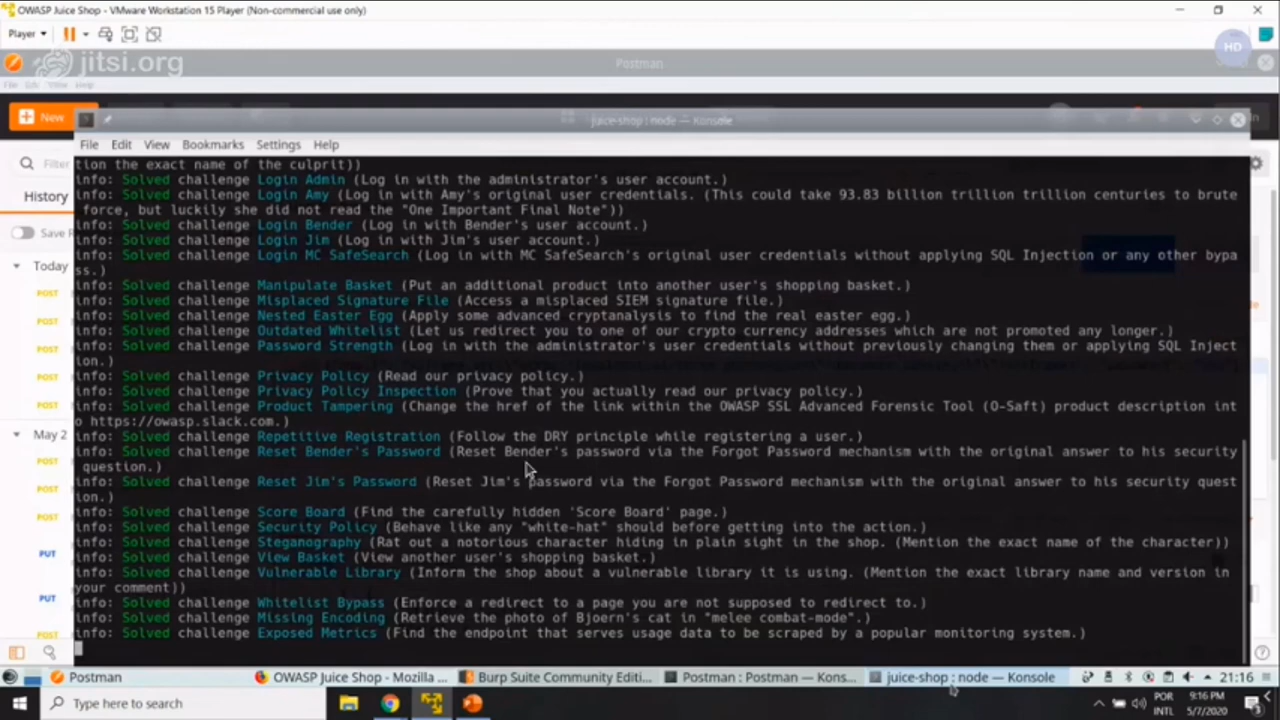 OWASP Juice Shop - VMware Workstation 15 Player (Non-commercial use only)
Player
HD
jitsi.org
Postman
File Edit View Help
New
juice-shop : node — Konsole
File Edit View Bookmarks Settings Help
Filter
History
Save R
Today
POST
POST
POST
POST
POST
May 2
POST
POST
PUT
PUT
POST
tion the exact name of the culprit))
info: Solved challenge Login Admin (Log in with the administrator's user account.)
info: Solved challenge Login Amy (Log in with Amy's original user credentials. (This could take 93.83 billion trillion trillion centuries to brute
force, but luckily she did not read the "One Important Final Note"))
info: Solved challenge Login Bender (Log in with Bender's user account.)
info: Solved challenge Login Jim (Log in with Jim's user account.)
info: Solved challenge Login MC SafeSearch (Log in with MC SafeSearch's original user credentials without applying SQL Injection or any other bypa
ss.)
info: Solved challenge Manipulate Basket (Put an additional product into another user's shopping basket.)
info: Solved challenge Misplaced Signature File (Access a misplaced SIEM signature file.)
info: Solved challenge Nested Easter Egg (Apply some advanced cryptanalysis to find the real easter egg.)
info: Solved challenge Outdated Whitelist (Let us redirect you to one of our crypto currency addresses which are not promoted any longer.)
info: Solved challenge Password Strength (Log in with the administrator's user credentials without previously changing them or applying SQL Inject
ion.)
info: Solved challenge Privacy Policy (Read our privacy policy.)
info: Solved challenge Privacy Policy Inspection (Prove that you actually read our privacy policy.)
info: Solved challenge Product Tampering (Change the href of the link within the OWASP SSL Advanced Forensic Tool (O-Saft) product description int
o https://owasp.slack.com.)
info: Solved challenge Repetitive Registration (Follow the DRY principle while registering a user.)
info: Solved challenge Reset Bender's Password (Reset Bender's password via the Forgot Password mechanism with the original answer to his security
question.)
info: Solved challenge Reset Jim's Password (Reset Jim's password via the Forgot Password mechanism with the original answer to his security quest
ion.)
info: Solved challenge Score Board (Find the carefully hidden 'Score Board' page.)
info: Solved challenge Security Policy (Behave like any "white-hat" should before getting into the action.)
info: Solved challenge Steganography (Rat out a notorious character hiding in plain sight in the shop. (Mention the exact name of the character))
info: Solved challenge View Basket (View another user's shopping basket.)
info: Solved challenge Vulnerable Library (Inform the shop about a vulnerable library it is using. (Mention the exact library name and version in
your comment))
info: Solved challenge Whitelist Bypass (Enforce a redirect to a page you are not supposed to redirect to.)
info: Solved challenge Missing Encoding (Retrieve the photo of Bjoern's cat in "melee combat-mode".)
info: Solved challenge Exposed Metrics (Find the endpoint that serves usage data to be scraped by a popular monitoring system.)
Postman
OWASP Juice Shop - Mozilla ...
Burp Suite Community Editi...
Postman : Postman — Kons...
juice-shop : node — Konsole
21:16
Type here to search
POR
INTL
9:16 PM
5/7/2020
3